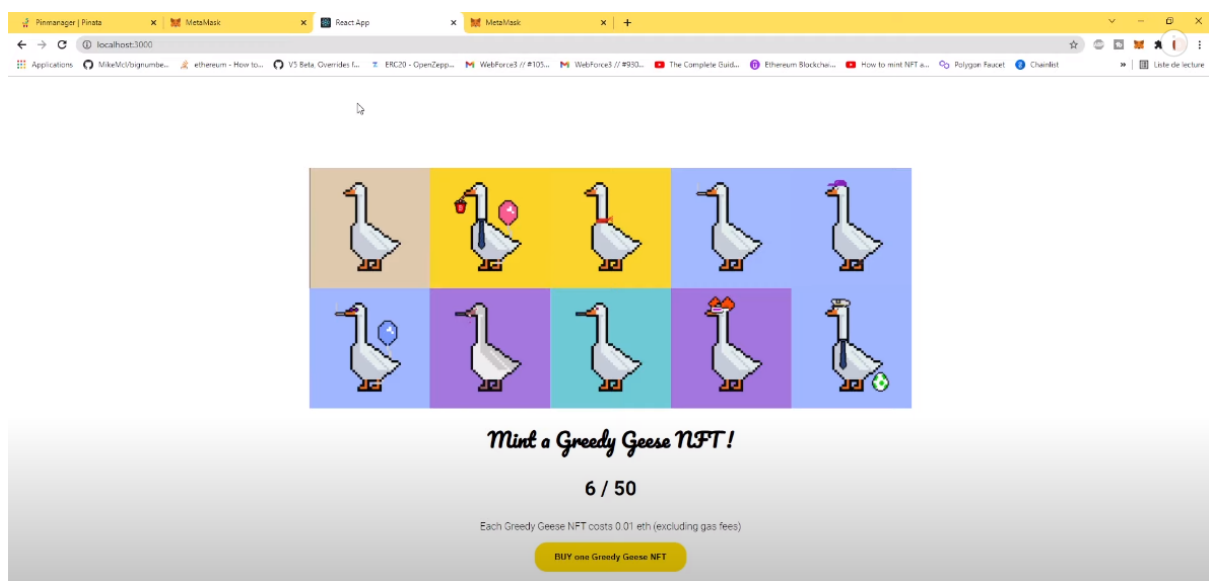 Pinmanager | Pinata
MetaMask
React App
MetaMask
localhost:3000
Applications
MikeMcl/bignumbe...
ethereum - How to...
V5 Beta, Overrides f...
ERC20 - OpenZepp...
WebForce3 // #105...
WebForce3 // #930...
The Complete Guid...
Ethereum Blockchai...
How to mint NFT a...
Polygon Faucet
Chainlist
Liste de lecture
Mint a Greedy Geese NFT !
6 / 50
Each Greedy Geese NFT costs 0.01 eth (excluding gas fees)
BUY one Greedy Geese NFT